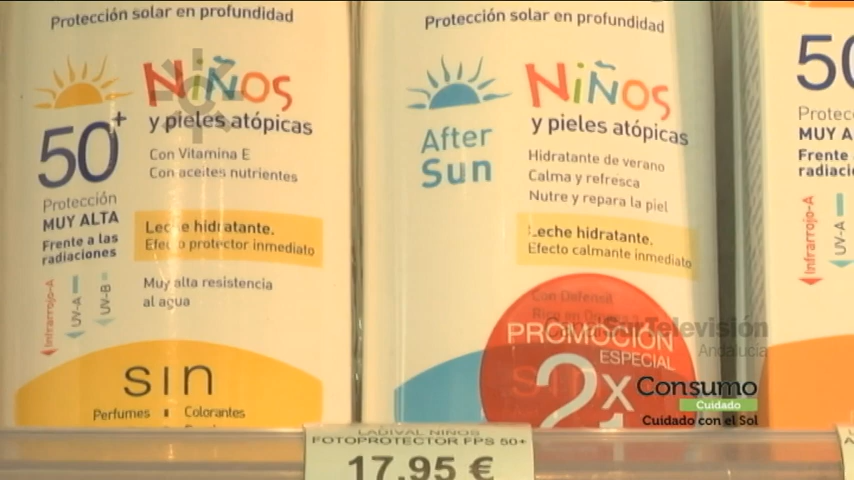 Protección solar en profundidad
NIÑOS
y pieles atópicas
50+
Con Vitamina E
Con aceites nutrientes
Protección
MUY ALTA
Frente a las
radiaciones
Leche hidratante.
Efecto protector inmediato
Infrarrojo-A
UV-A
UV-B
Muy alta resistencia
al agua
sin
Perfumes Colorantes
Protección solar en profundidad
NIÑOS
y pieles atópicas
After
Sun
Hidratante de verano
Calma y refresca
Nutre y repara la piel
Leche hidratante.
Efecto calmante inmediato
Con Defensil
PROMOCIÓN
ESPECIAL
2x1
50
Protec
MUY A
Frente
radiaci
Infrarrojo-A
UV-A
SurTelevisión
Andalucía
Consumo
Cuidado
Cuidado con el Sol
LADIVAL NIÑOS
FOTOPROTECTOR FPS 50+
17,95 €